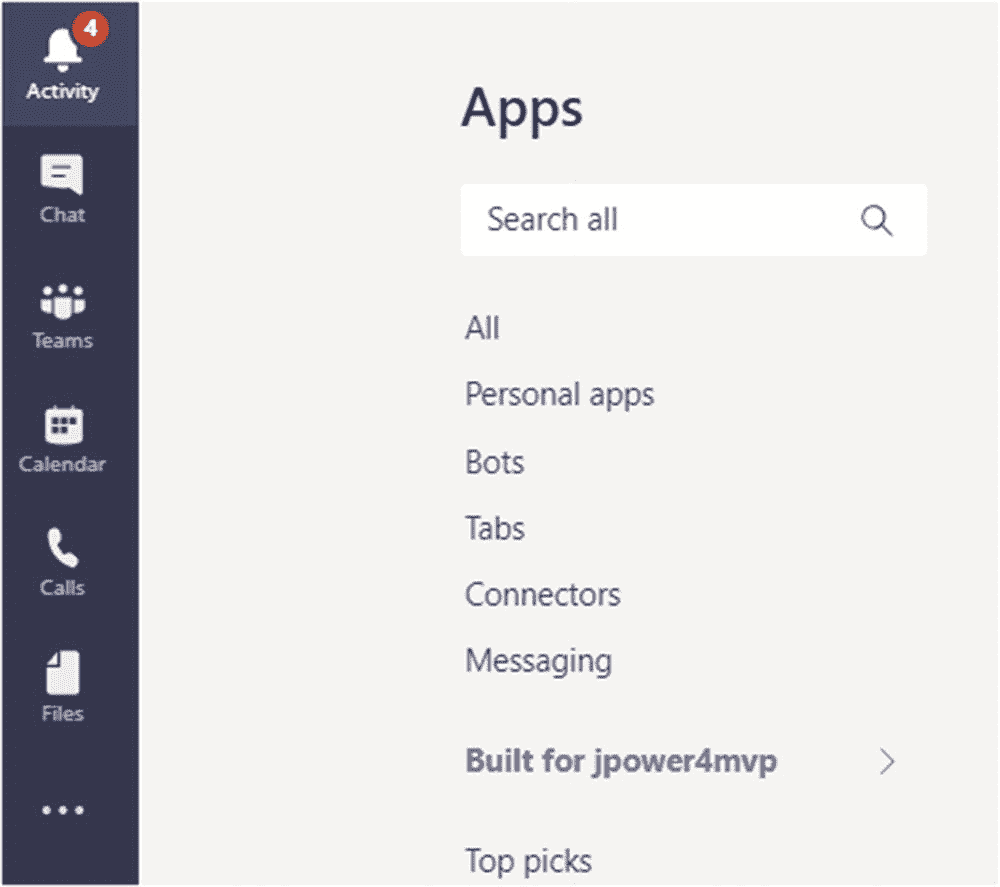 4
Activity
Chat
Teams
Calendar
Calls
Files
Apps
Search all
All
Personal apps
Bots
Tabs
Connectors
Messaging
Built for jpower4mvp
Top picks